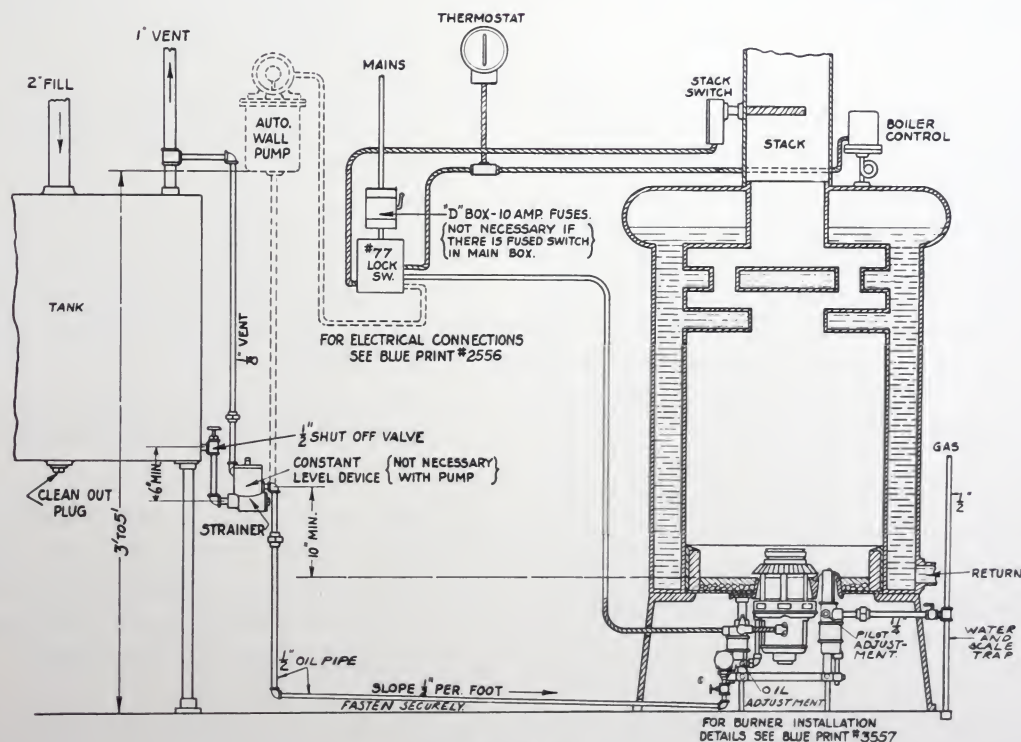 THERMOSTAT
1" VENT
2" FILL
MAINS
STACK
SWITCH
BOILER
CONTROL
AUTO.
WALL
PUMP
STACK
"D" BOX-10 AMP. FUSES.
NOT NECESSARY IF
THERE IS FUSED SWITCH
IN MAIN BOX.
#77
LOCK
SW.
TANK
FOR ELECTRICAL CONNECTIONS
SEE BLUE PRINT #2556
VENT
1/2" SHUT OFF VALVE
GAS
1/2"
6" MIN.
CONSTANT
LEVEL DEVICE
(NOT NECESSARY
WITH PUMP)
CLEAN OUT
PLUG
STRAINER
3' TO 5'
10" MIN.
RETURN
1/4"
PILOT
ADJUST-
MENT.
WATER
AND
SCALE
TRAP
1/2" OIL PIPE
SLOPE PER. FOOT
FASTEN SECURELY.
OIL
ADJUSTMENT
FOR BURNER INSTALLATION
DETAILS SEE BLUE PRINT #3557